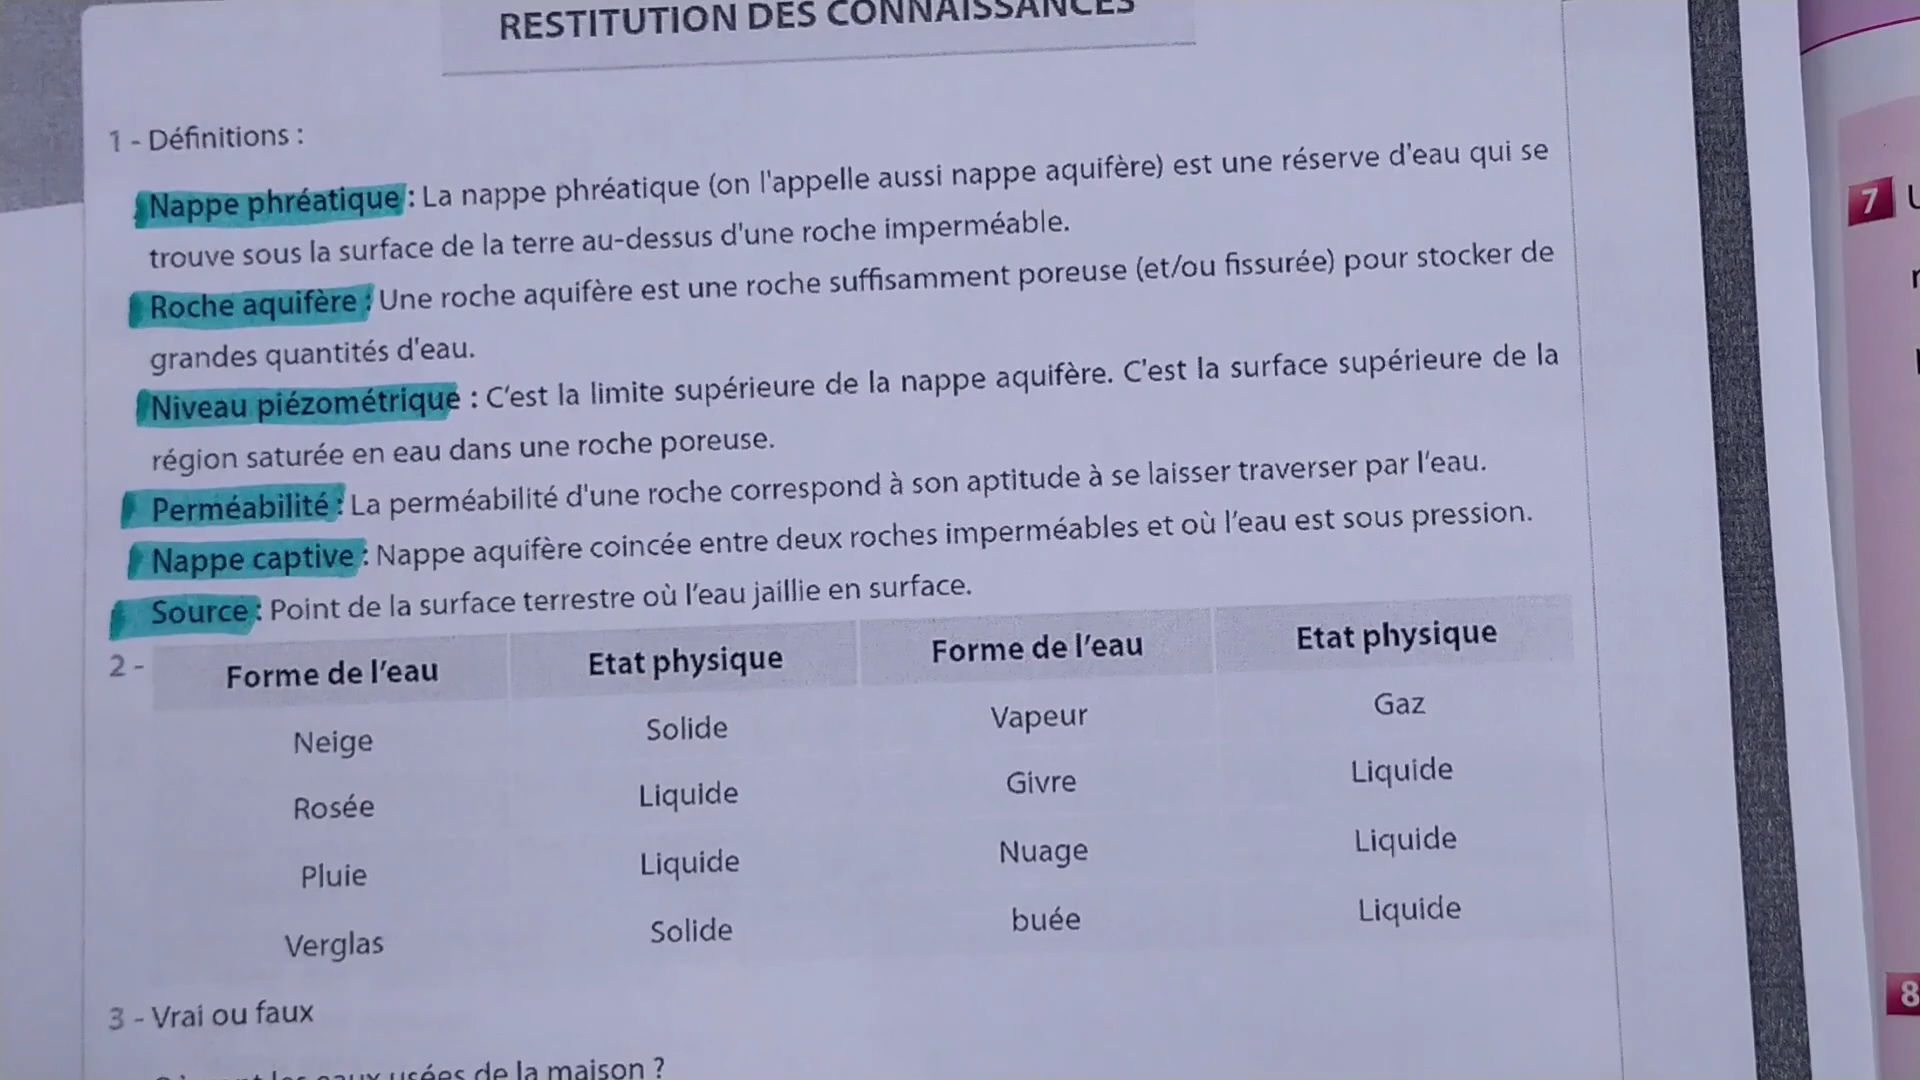 RESTITUTION DES CONNAISSANCES
1 - Définitions :
Nappe phréatique : La nappe phréatique (on l'appelle aussi nappe aquifère) est une réserve d'eau qui se
trouve sous la surface de la terre au-dessus d'une roche imperméable.
Roche aquifère : Une roche aquifère est une roche suffisamment poreuse (et/ou fissurée) pour stocker de
grandes quantités d'eau.
Niveau piézométrique : C'est la limite supérieure de la nappe aquifère. C'est la surface supérieure de la
région saturée en eau dans une roche poreuse.
Perméabilité : La perméabilité d'une roche correspond à son aptitude à se laisser traverser par l'eau.
Nappe captive : Nappe aquifère coincée entre deux roches imperméables et où l'eau est sous pression.
Source : Point de la surface terrestre où l'eau jaillie en surface.
2 -
Forme de l'eau Etat physique Forme de l'eau Etat physique
Neige Solide Vapeur Gaz
Rosée Liquide Givre Liquide
Pluie Liquide Nuage Liquide
Verglas Solide buée Liquide
3 - Vrai ou faux
eaux usées de la maison ?
7
8